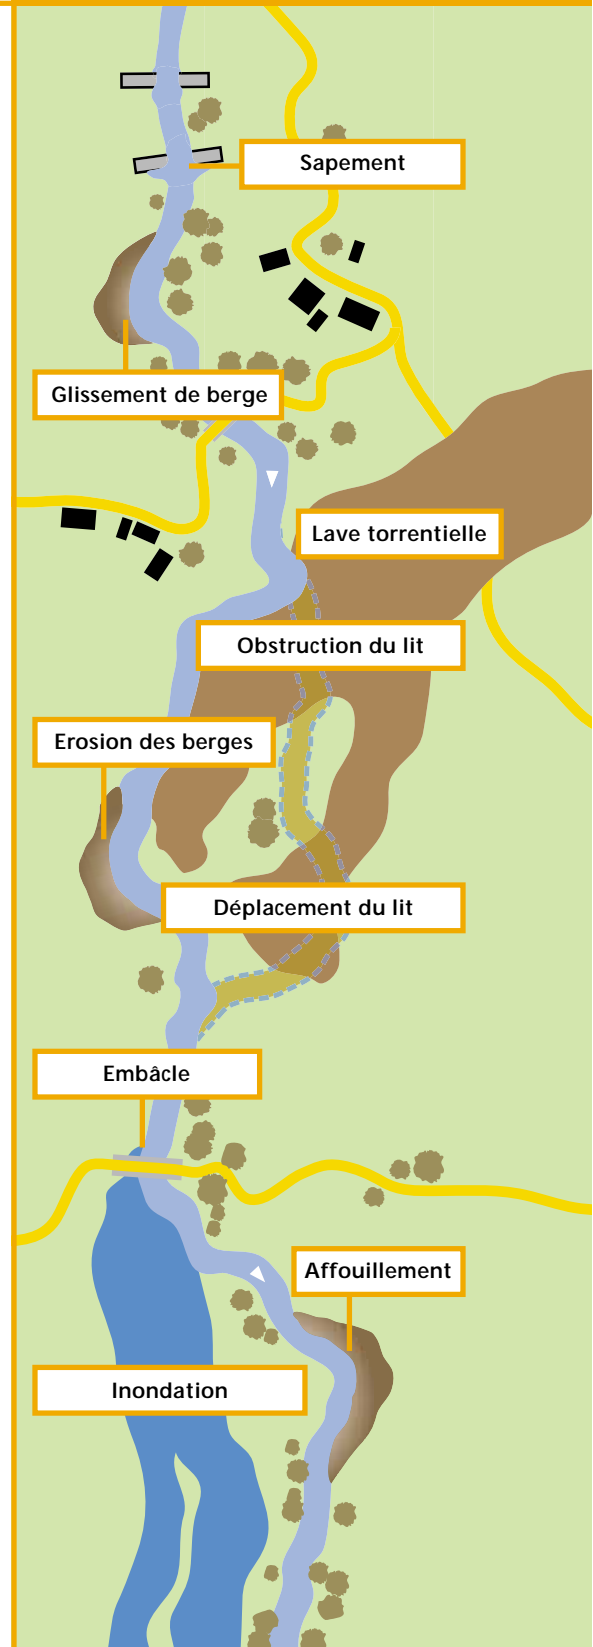 Sapement
Glissement de berge
Lave torrentielle
Obstruction du lit
Erosion des berges
Déplacement du lit
Embâcle
Affouillement
Inondation